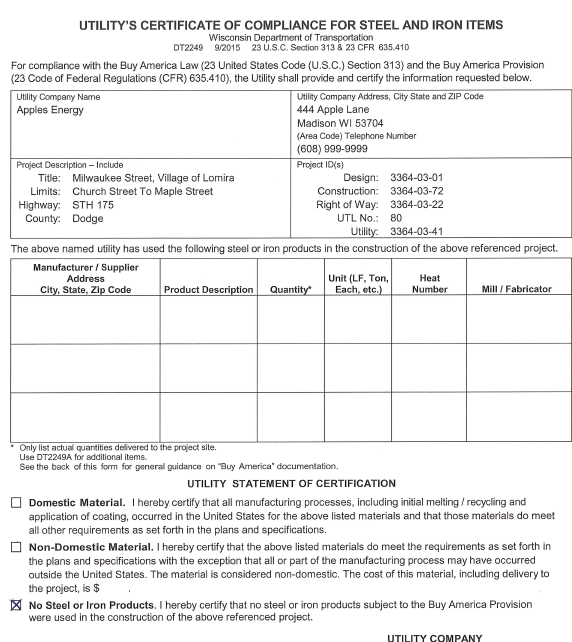 UTILITY'S CERTIFICATE OF COMPLIANCE FOR STEEL AND IRON ITEMS
Wisconsin Department of Transportation
DT2249 9/2015 23 U.S.C. Section 313 & 23 CFR 635.410
For compliance with the Buy America Law (23 United States Code (U.S.C.) Section 313) and the Buy America Provision
(23 Code of Federal Regulations (CFR) 635.410), the Utility shall provide and certify the information requested below.
Utility Company Name
Apples Energy
Utility Company Address, City State and ZIP Code
444 Apple Lane
Madison WI 53704
(Area Code) Telephone Number
(608) 999-9999
Project Description – Include
Title: Milwaukee Street, Village of Lomira
Limits: Church Street To Maple Street
Highway: STH 175
County: Dodge
Project ID(s)
Design: 3364-03-01
Construction: 3364-03-72
Right of Way: 3364-03-22
UTL No.: 80
Utility: 3364-03-41
The above named utility has used the following steel or iron products in the construction of the above referenced project.
Manufacturer / Supplier
Address
City, State, Zip Code
Product Description
Quantity*
Unit (LF, Ton,
Each, etc.)
Heat
Number
Mill / Fabricator
* Only list actual quantities delivered to the project site.
Use DT2249A for additional items.
See the back of this form for general guidance on "Buy America" documentation.
UTILITY STATEMENT OF CERTIFICATION
Domestic Material. I hereby certify that all manufacturing processes, including initial melting / recycling and
application of coating, occurred in the United States for the above listed materials and that those materials do meet
all other requirements as set forth in the plans and specifications.
Non-Domestic Material. I hereby certify that the above listed materials do meet the requirements as set forth in
the plans and specifications with the exception that all or part of the manufacturing process may have occurred
outside the United States. The material is considered non-domestic. The cost of this material, including delivery to
the project, is $ .
No Steel or Iron Products. I hereby certify that no steel or iron products subject to the Buy America Provision
were used in the construction of the above referenced project.
UTILITY COMPANY